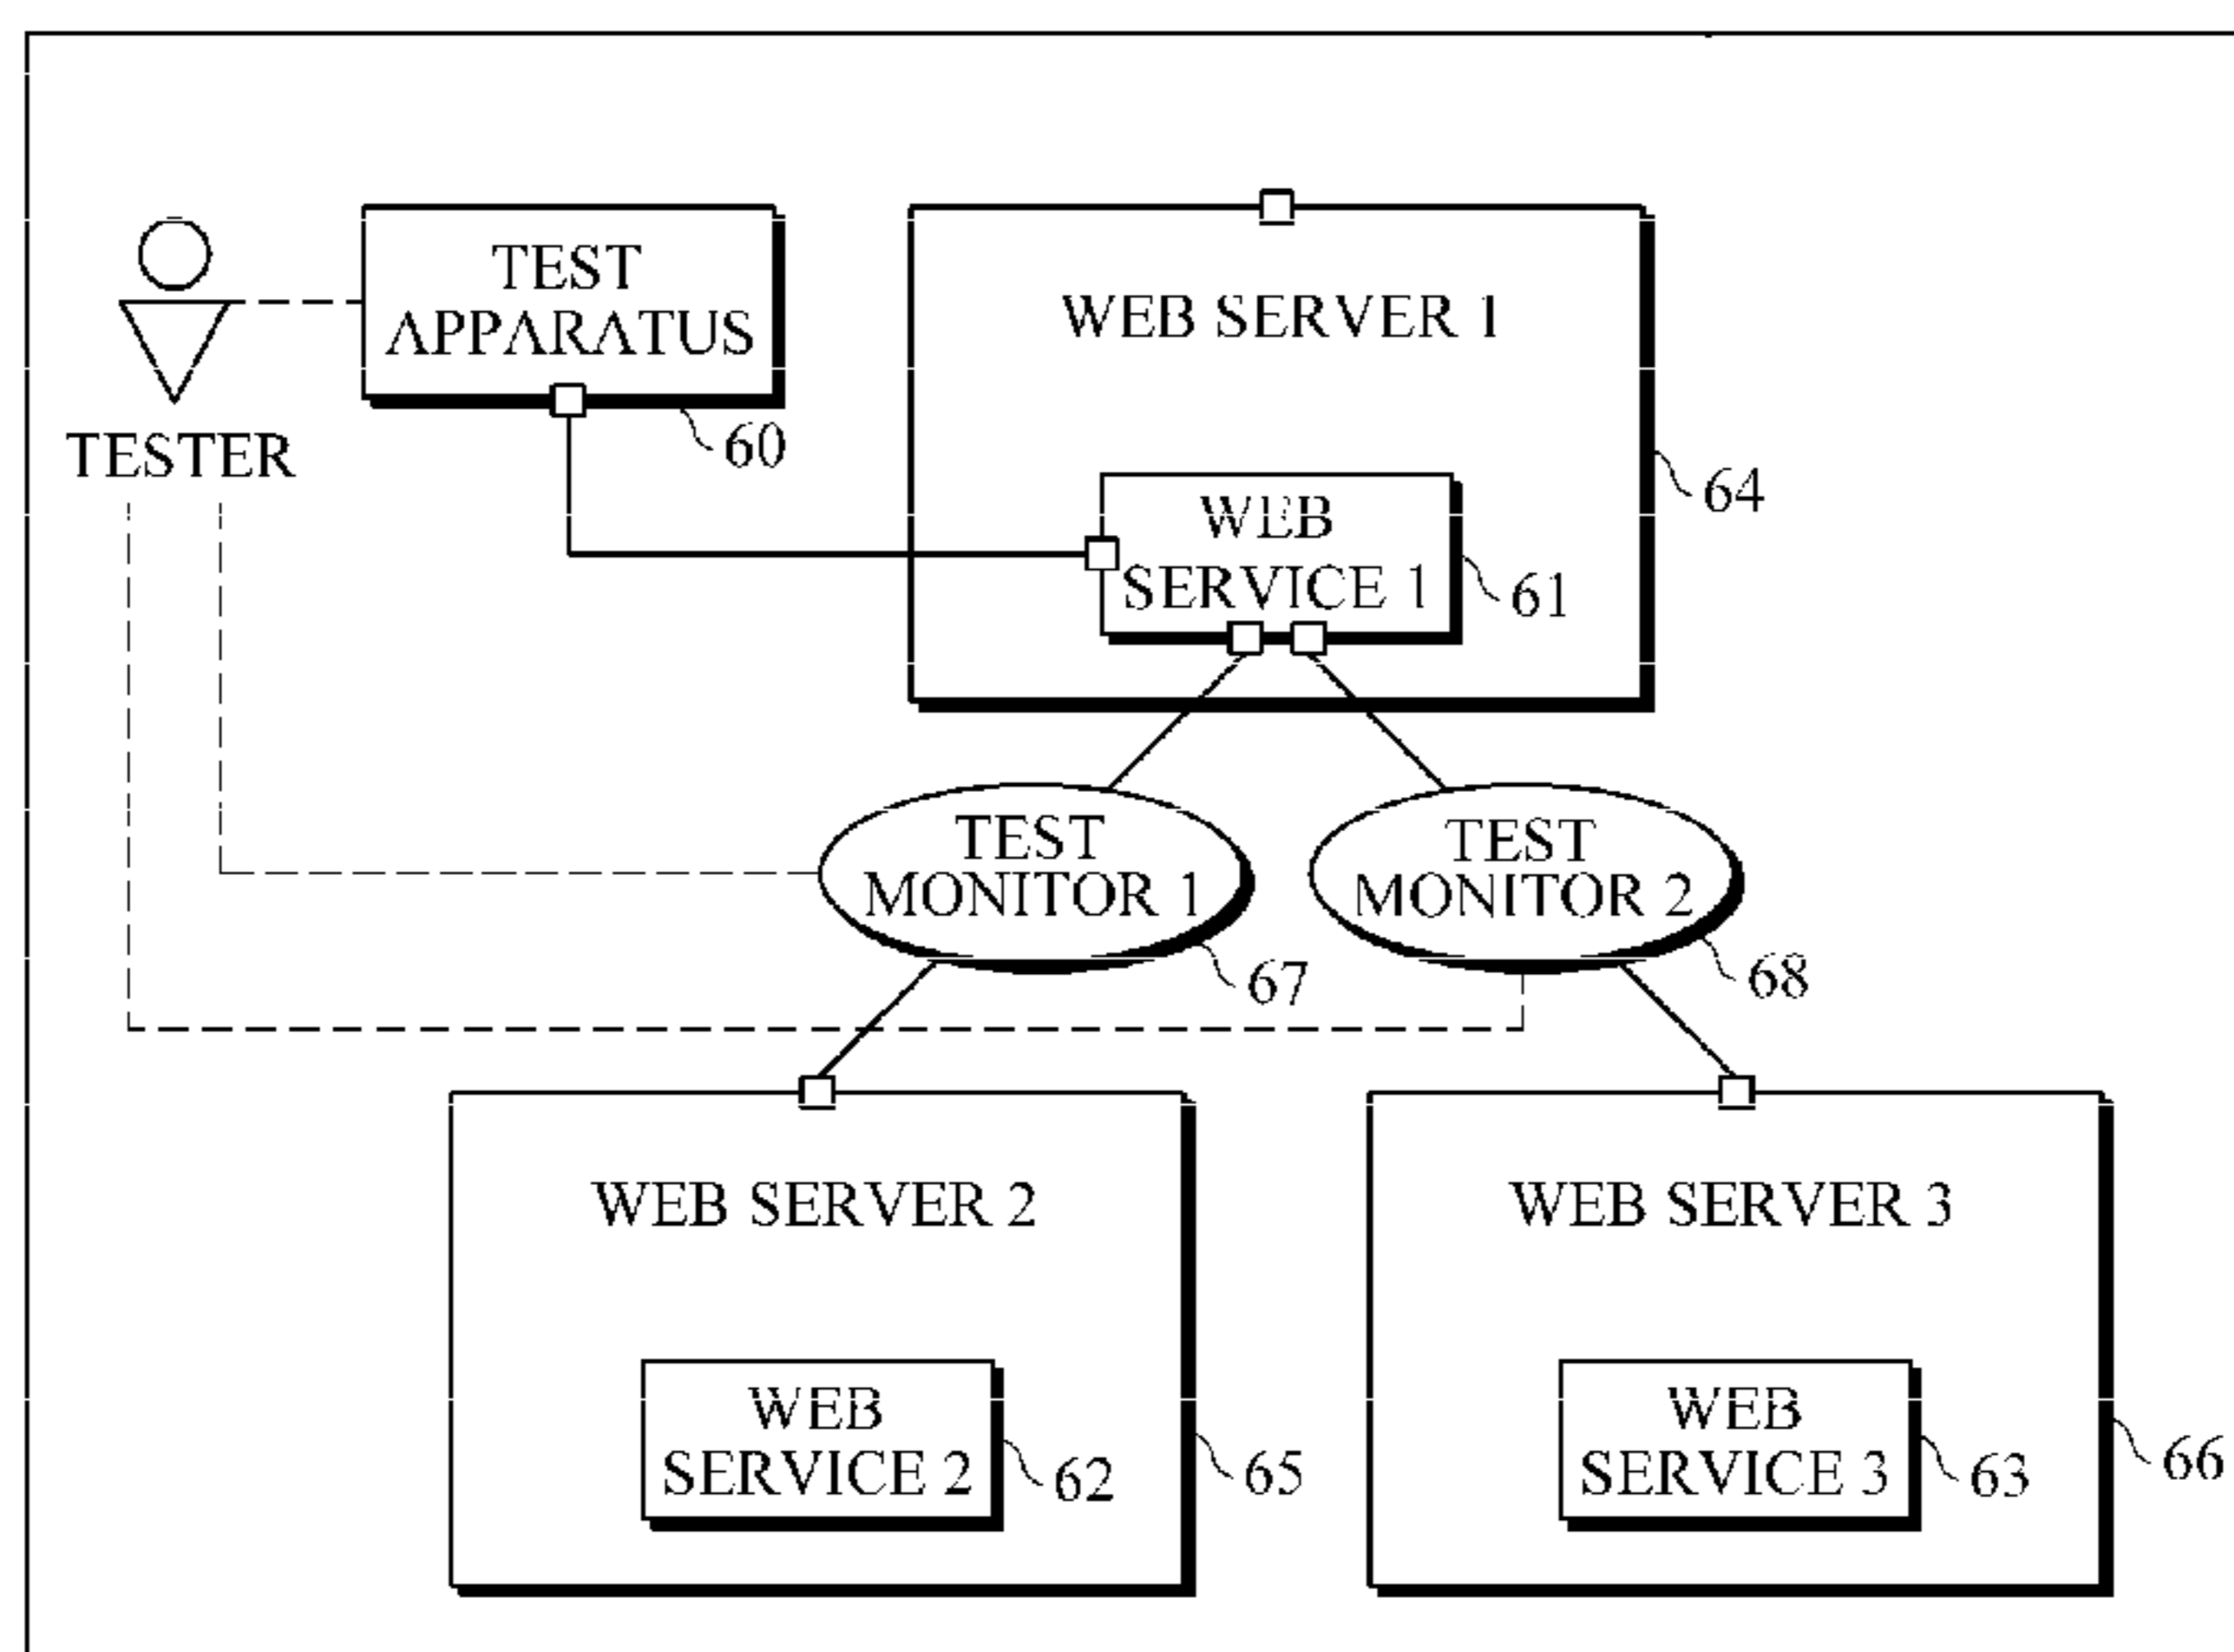 TEST
APPARATUS
60
TESTER
WEB SERVER 1
64
WEB
SERVICE 1
61
TEST
MONITOR 1
67
TEST
MONITOR 2
68
WEB SERVER 2
WEB
SERVICE 2
62
65
WEB SERVER 3
WEB
SERVICE 3
63
66